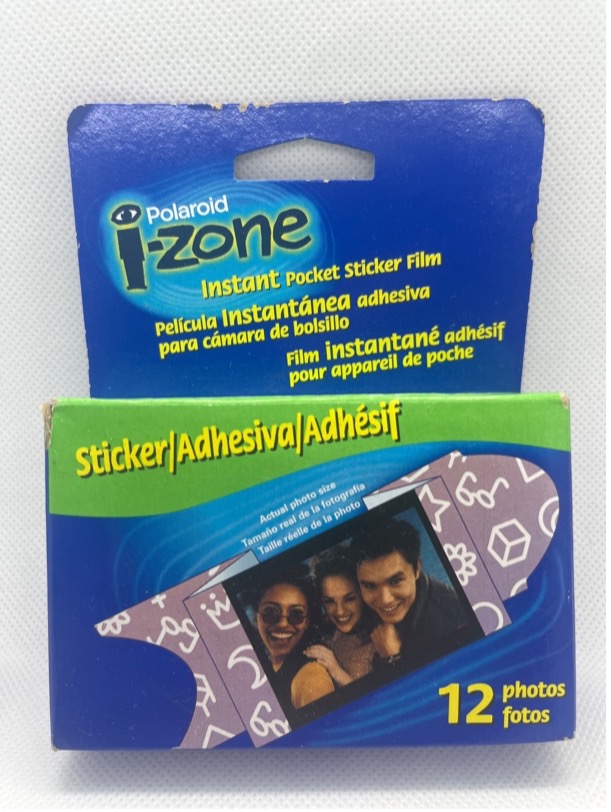 Polaroid
i-zone
Instant Pocket Sticker Film
Película Instantánea adhesiva
para cámara de bolsillo
Film instantané adhésif
pour appareil de poche
Sticker/Adhesiva/Adhésif
Actual photo size
Tamaño real de la fotografía
Taille réelle de la photo
12 photos
fotos